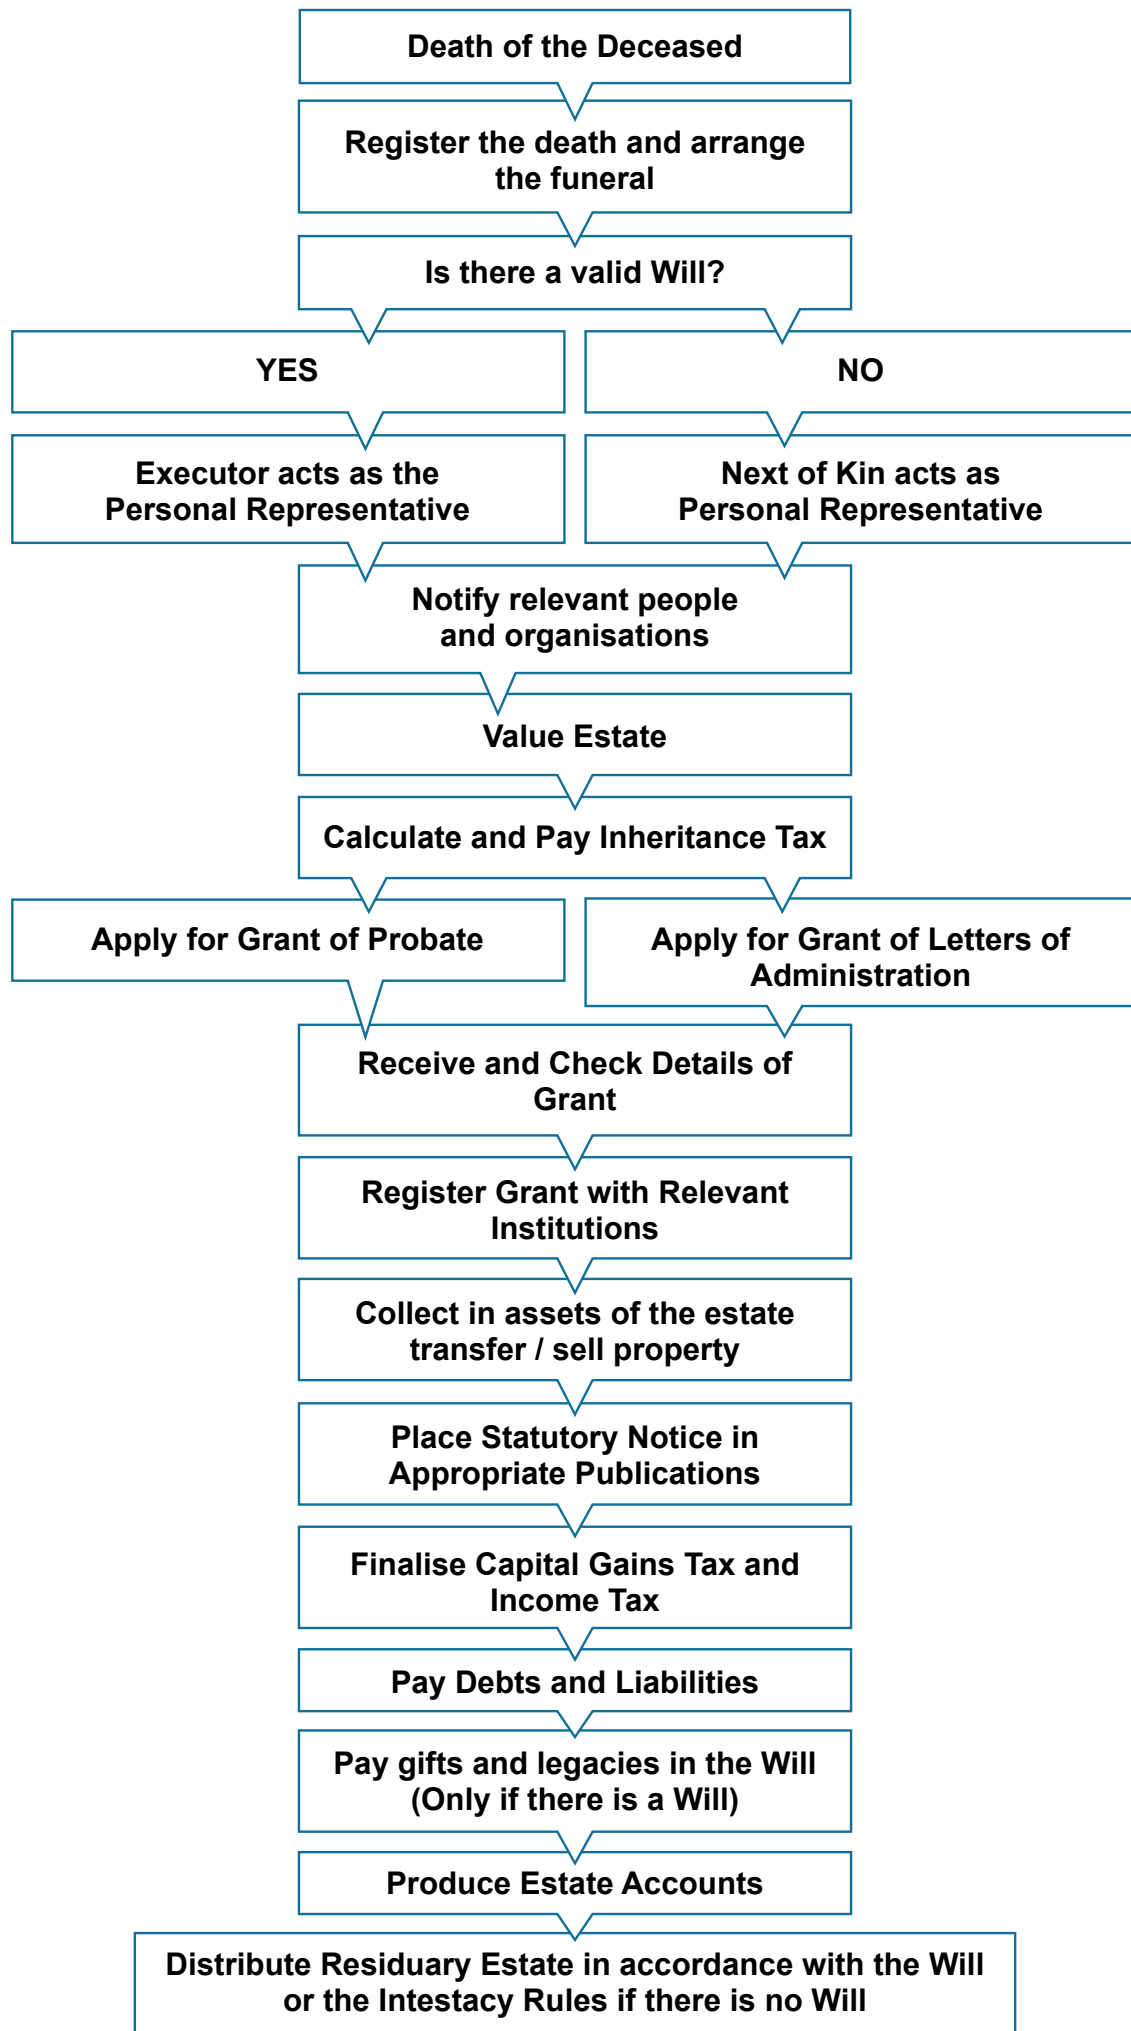 Death of the Deceased
Register the death and arrange
the funeral
Is there a valid Will?
YES
NO
Executor acts as the
Personal Representative
Next of Kin acts as
Personal Representative
Notify relevant people
and organisations
Value Estate
Calculate and Pay Inheritance Tax
Apply for Grant of Probate
Apply for Grant of Letters of
Administration
Receive and Check Details of
Grant
Register Grant with Relevant
Institutions
Collect in assets of the estate
transfer / sell property
Place Statutory Notice in
Appropriate Publications
Finalise Capital Gains Tax and
Income Tax
Pay Debts and Liabilities
Pay gifts and legacies in the Will
(Only if there is a Will)
Produce Estate Accounts
Distribute Residuary Estate in accordance with the Will
or the Intestacy Rules if there is no Will